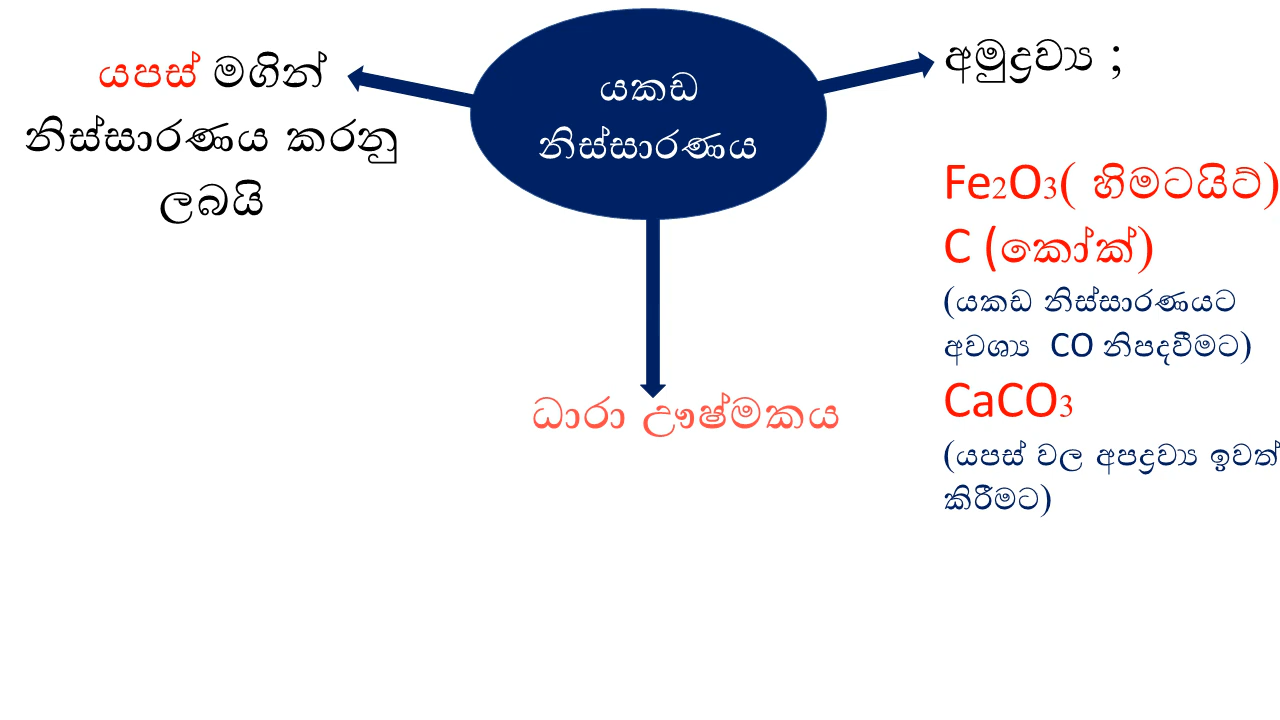 යකඩ
නිස්සාරණය
යපස් මගින්
නිස්සාරණය කරනු
ලබයි
අමුද්‍රව්‍ය ;
Fe₂O₃( හිමටයිට්)
C (කෝක්)
(යකඩ නිස්සාරණයට
අවශ්‍ය CO නිපදවීමට)
CaCO₃
(යපස් වල අපද්‍රව්‍ය ඉවත්
කිරීමට)
ධාරා ඌෂ්මකය